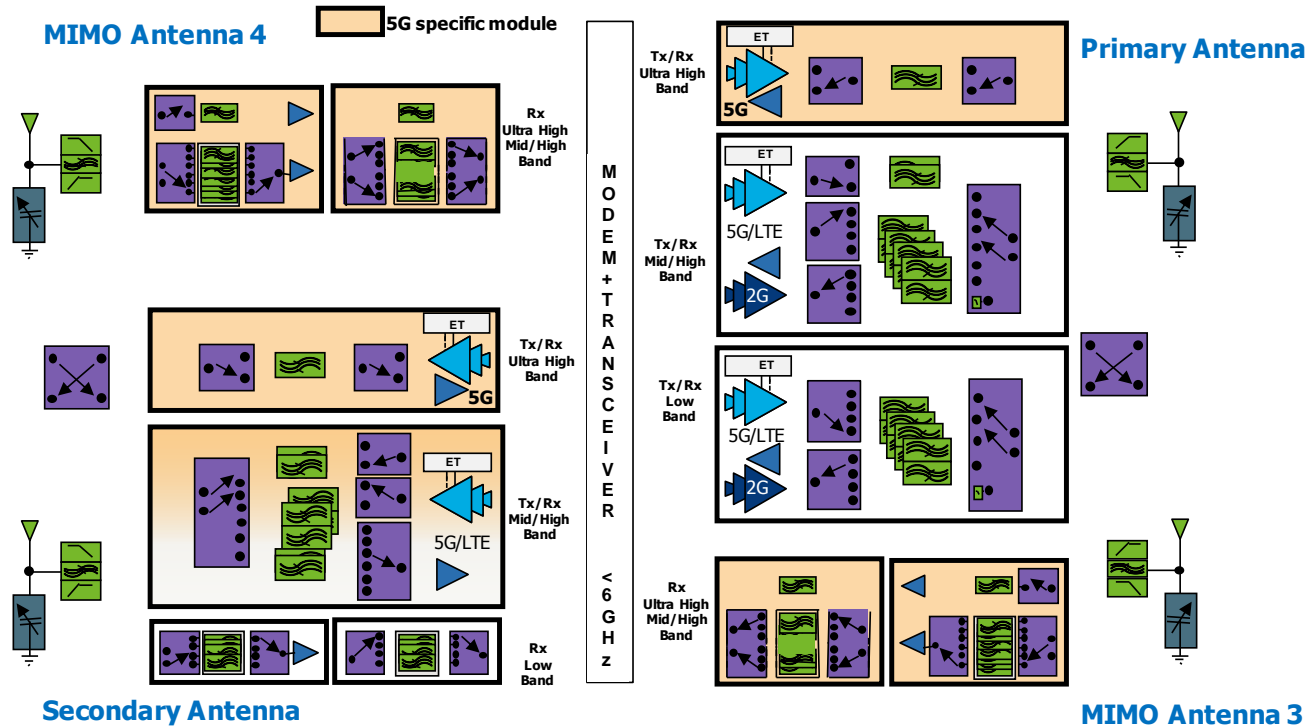 MIMO Antenna 4
5G specific module
Rx
Ultra High
Mid/High
Band
ET
Tx/Rx
Ultra High
Band
5G
ET
Tx/Rx
Mid/High
Band
5G/LTE
Rx
Low
Band
Secondary Antenna
M
O
D
E
M
+
T
R
A
N
S
C
E
I
V
E
R
<
6
G
H
z
Primary Antenna
Tx/Rx
Ultra High
Band
ET
5G
Tx/Rx
Mid/High
Band
ET
5G/LTE
2G
Tx/Rx
Low
Band
ET
5G/LTE
2G
Rx
Ultra High
Mid/High
Band
MIMO Antenna 3